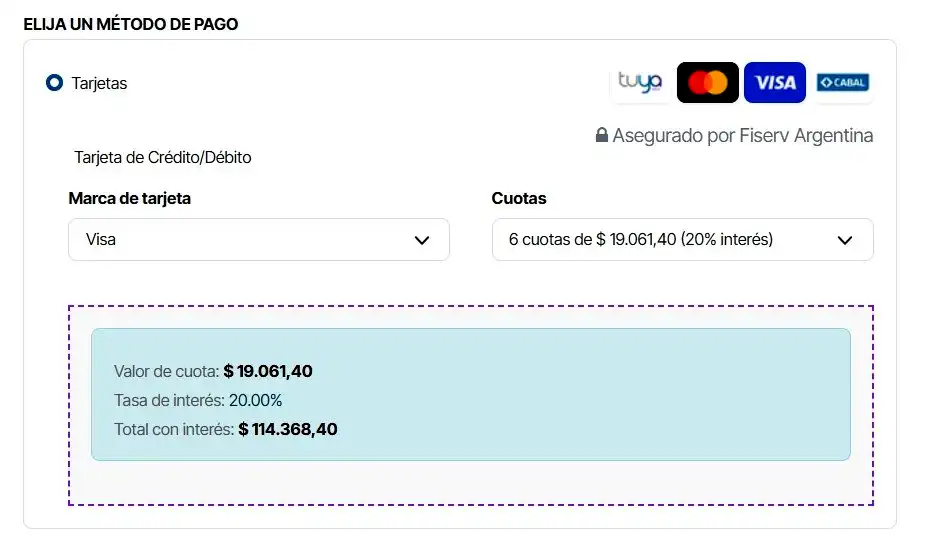 ELIJA UN MÉTODO DE PAGO
Tarjetas
tuya
VISA
CABAL
Asegurado por Fiserv Argentina
Tarjeta de Crédito/Débito
Marca de tarjeta
Cuotas
Visa
6 cuotas de $ 19.061,40 (20% interés)
Valor de cuota: $ 19.061,40
Tasa de interés: 20.00%
Total con interés: $ 114.368,40